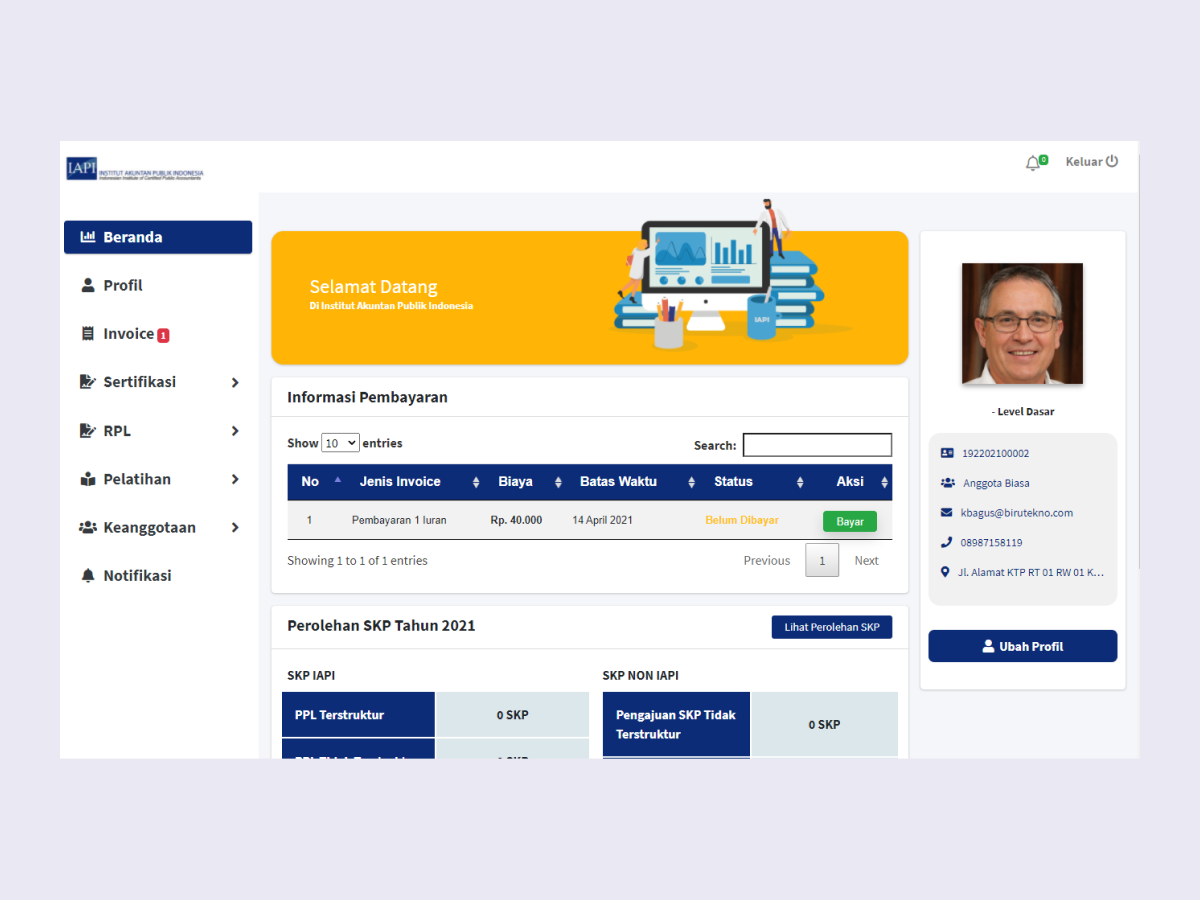 IAPI
INSTITUT AKUNTAN PUBLIK INDONESIA
Indonesian Institute of Certified Public Accountants
0
Keluar
Beranda
Profil
Invoice 1
Sertifikasi
RPL
Pelatihan
Keanggotaan
Notifikasi
Selamat Datang
Di Institut Akuntan Publik Indonesia
IAPI
Informasi Pembayaran
Show 10 entries
Search:
No Jenis Invoice Biaya Batas Waktu Status Aksi
1 Pembayaran 1 Iuran Rp. 40.000 14 April 2021 Belum Dibayar Bayar
Showing 1 to 1 of 1 entries
Previous 1 Next
Perolehan SKP Tahun 2021
Lihat Perolehan SKP
SKP IAPI
PPL Terstruktur 0 SKP
SKP NON IAPI
Pengajuan SKP Tidak
Terstruktur
0 SKP
- Level Dasar
192202100002
Anggota Biasa
kbagus@birutekno.com
08987158119
Jl. Alamat KTP RT 01 RW 01 K...
Ubah Profil